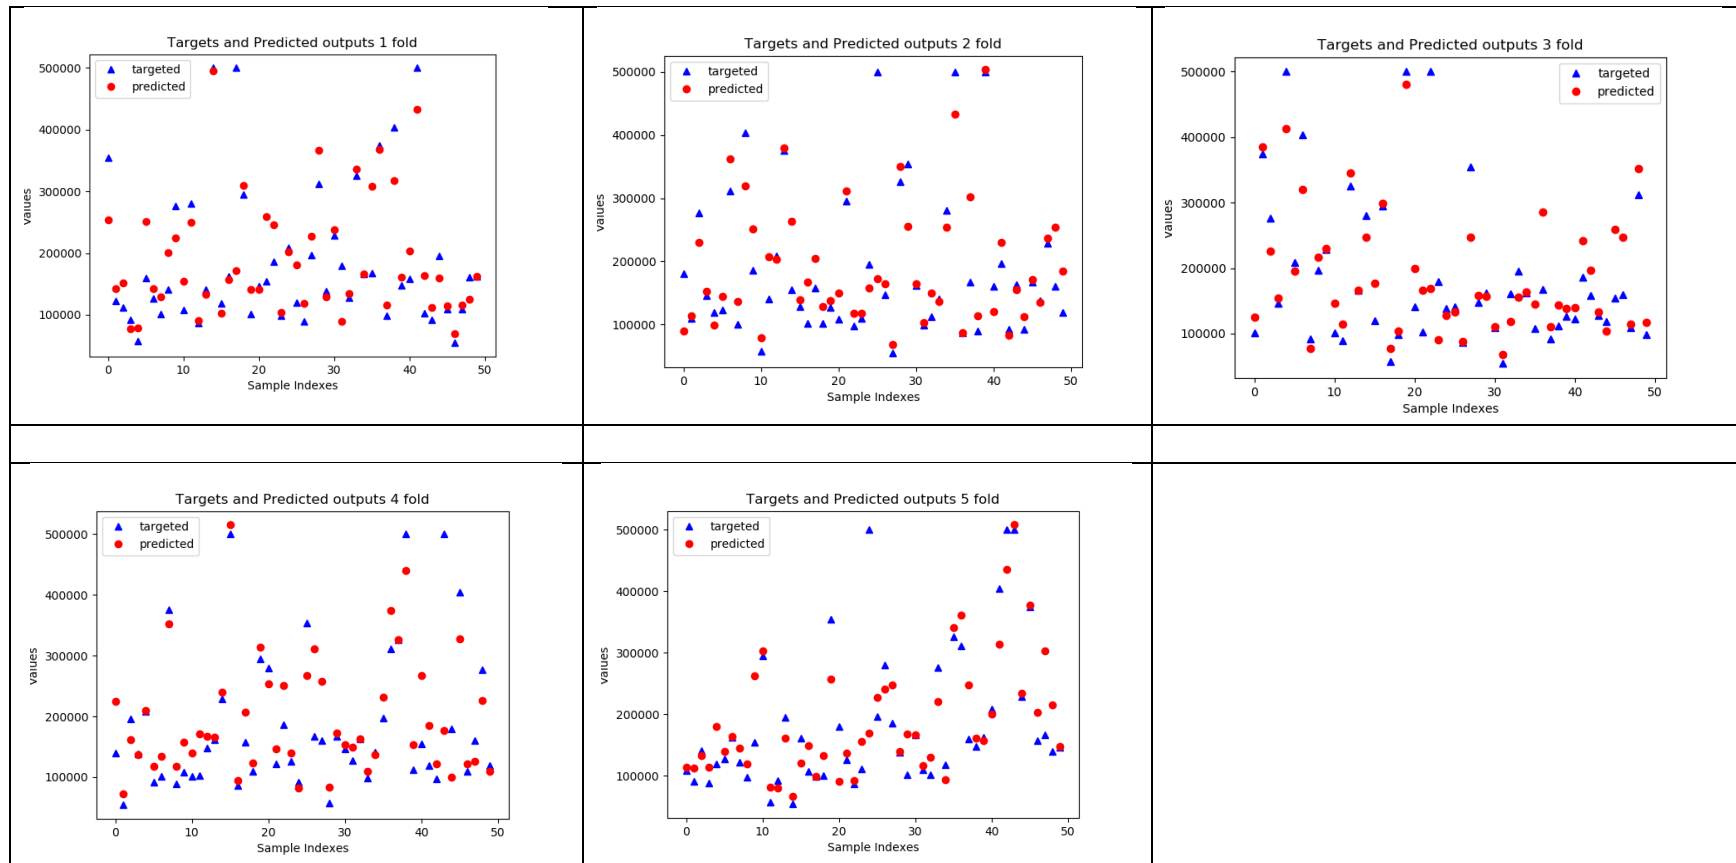 Targets and Predicted outputs 1 fold
targeted
predicted
500000
400000
300000
200000
100000
values
0 10 20 30 40 50
Sample Indexes
Targets and Predicted outputs 2 fold
targeted
predicted
500000
400000
300000
200000
100000
values
0 10 20 30 40 50
Sample Indexes
Targets and Predicted outputs 3 fold
targeted
predicted
500000
400000
300000
200000
100000
values
0 10 20 30 40 50
Sample Indexes
Targets and Predicted outputs 4 fold
targeted
predicted
500000
400000
300000
200000
100000
values
0 10 20 30 40 50
Sample Indexes
Targets and Predicted outputs 5 fold
targeted
predicted
500000
400000
300000
200000
100000
values
0 10 20 30 40 50
Sample Indexes